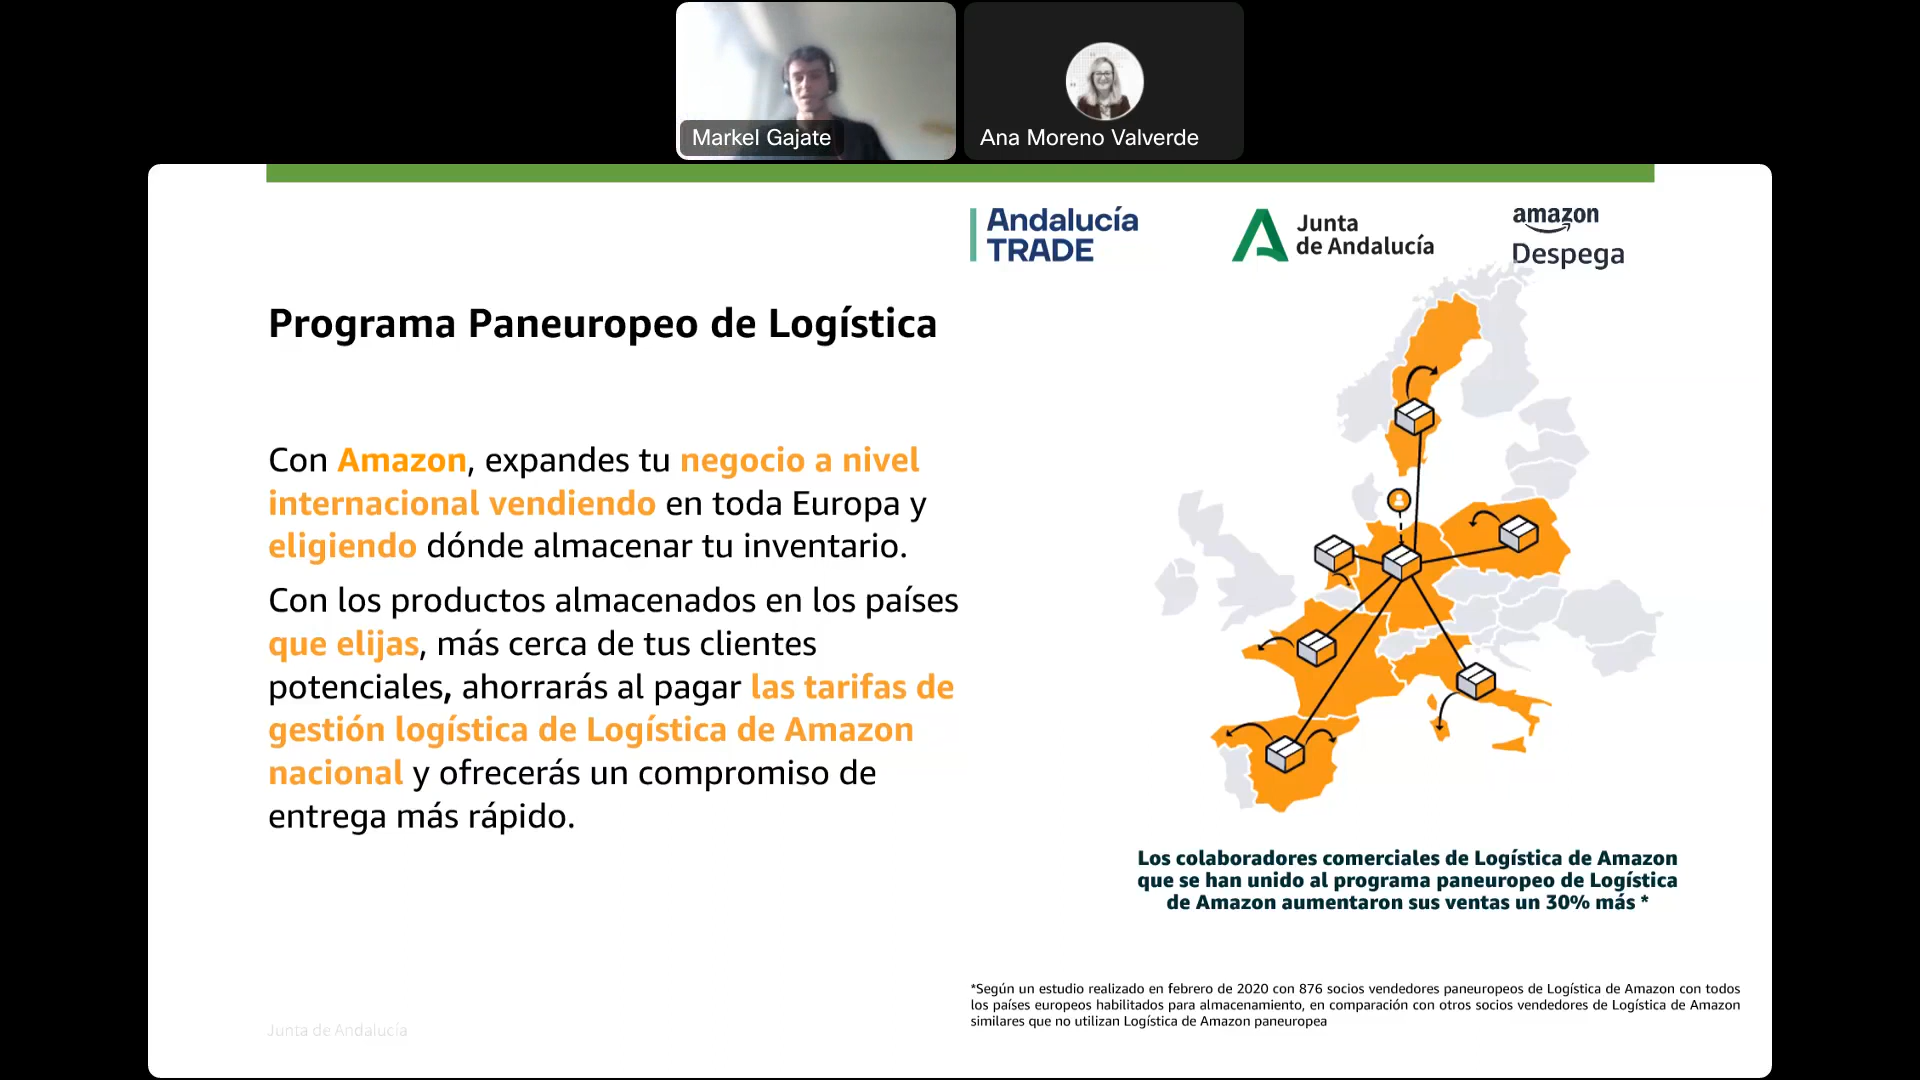 Markel Gajate
Ana Moreno Valverde
Andalucía
TRADE
Junta
de Andalucía
amazon
Despega
Programa Paneuropeo de Logística
Con Amazon, expandes tu negocio a nivel
internacional vendiendo en toda Europa y
eligiendo dónde almacenar tu inventario.
Con los productos almacenados en los países
que elijas, más cerca de tus clientes
potenciales, ahorrarás al pagar las tarifas de
gestión logística de Logística de Amazon
nacional y ofrecerás un compromiso de
entrega más rápido.
Los colaboradores comerciales de Logística de Amazon
que se han unido al programa paneuropeo de Logística
de Amazon aumentaron sus ventas un 30% más *
*Según un estudio realizado en febrero de 2020 con 876 socios vendedores paneuropeos de Logística de Amazon con todos
los países europeos habilitados para almacenamiento, en comparación con otros socios vendedores de Logística de Amazon
similares que no utilizan Logística de Amazon paneuropea
Junta de Andalucía